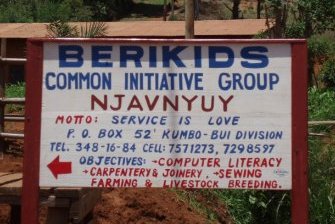 BERIKIDS
COMMON INITIATIVE GROUP
NJAVNYUY
MOTTO: SERVICE IS LOVE
P.O. BOX 52' KUMBO-BUI DIVISION
TEL. 348-16-84 CELL: 7571273, 7298597
OBJECTIVES: →COMPUTER LITERACY
→CARPENTRY & JOINERY, →SEWING
FARMING & LIVESTOCK BREEDING.